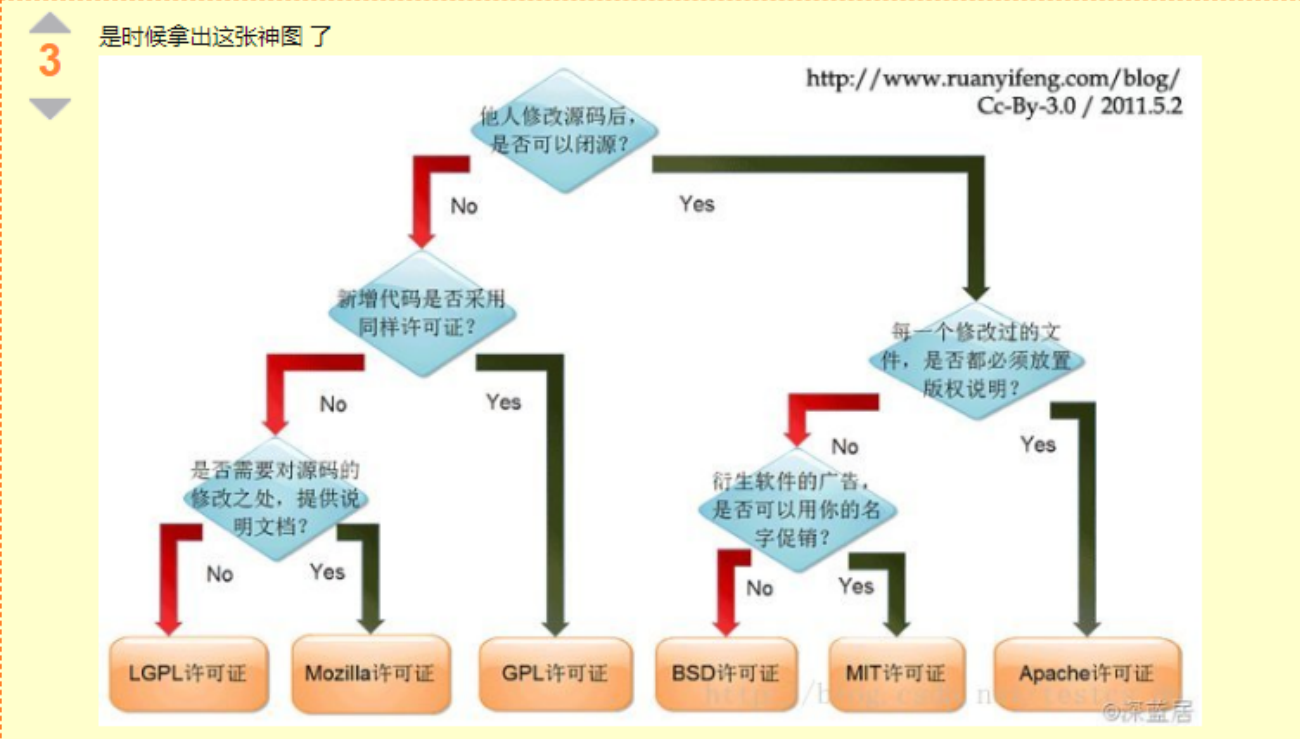 3
是时候拿出这张神图 了
http://www.ruanyifeng.com/blog/
Cc-By-3.0 / 2011.5.2
他人修改源码后，
是否可以闭源？
No
Yes
新增代码是否采用
同样许可证？
每一个修改过的文
件，是否都必须放置
版权说明？
No
Yes
No
Yes
是否需要对源码的
修改之处，提供说
明文档？
衍生软件的广告，
是否可以用你的名
字促销？
No
Yes
No
Yes
LGPL许可证
Mozilla许可证
GPL许可证
BSD许可证
MIT许可证
Apache许可证
http://blog.csdn.net/testcs
@深蓝居